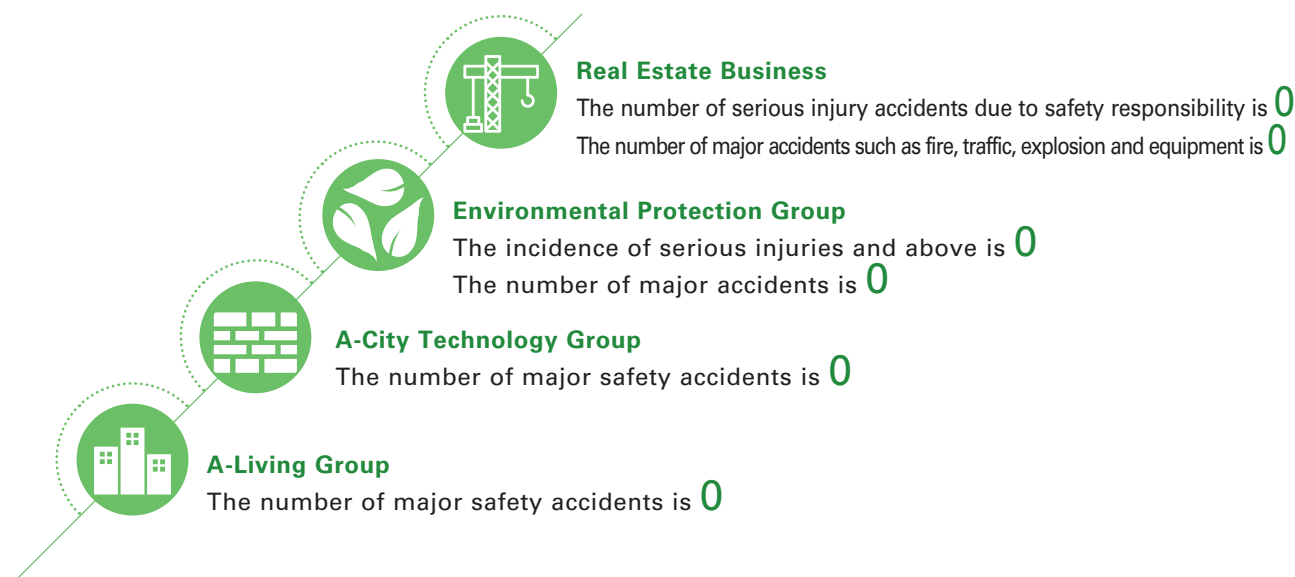 Real Estate Business
The number of serious injury accidents due to safety responsibility is 0
The number of major accidents such as fire, traffic, explosion and equipment is 0
Environmental Protection Group
The incidence of serious injuries and above is 0
The number of major accidents is 0
A-City Technology Group
The number of major safety accidents is 0
A-Living Group
The number of major safety accidents is 0